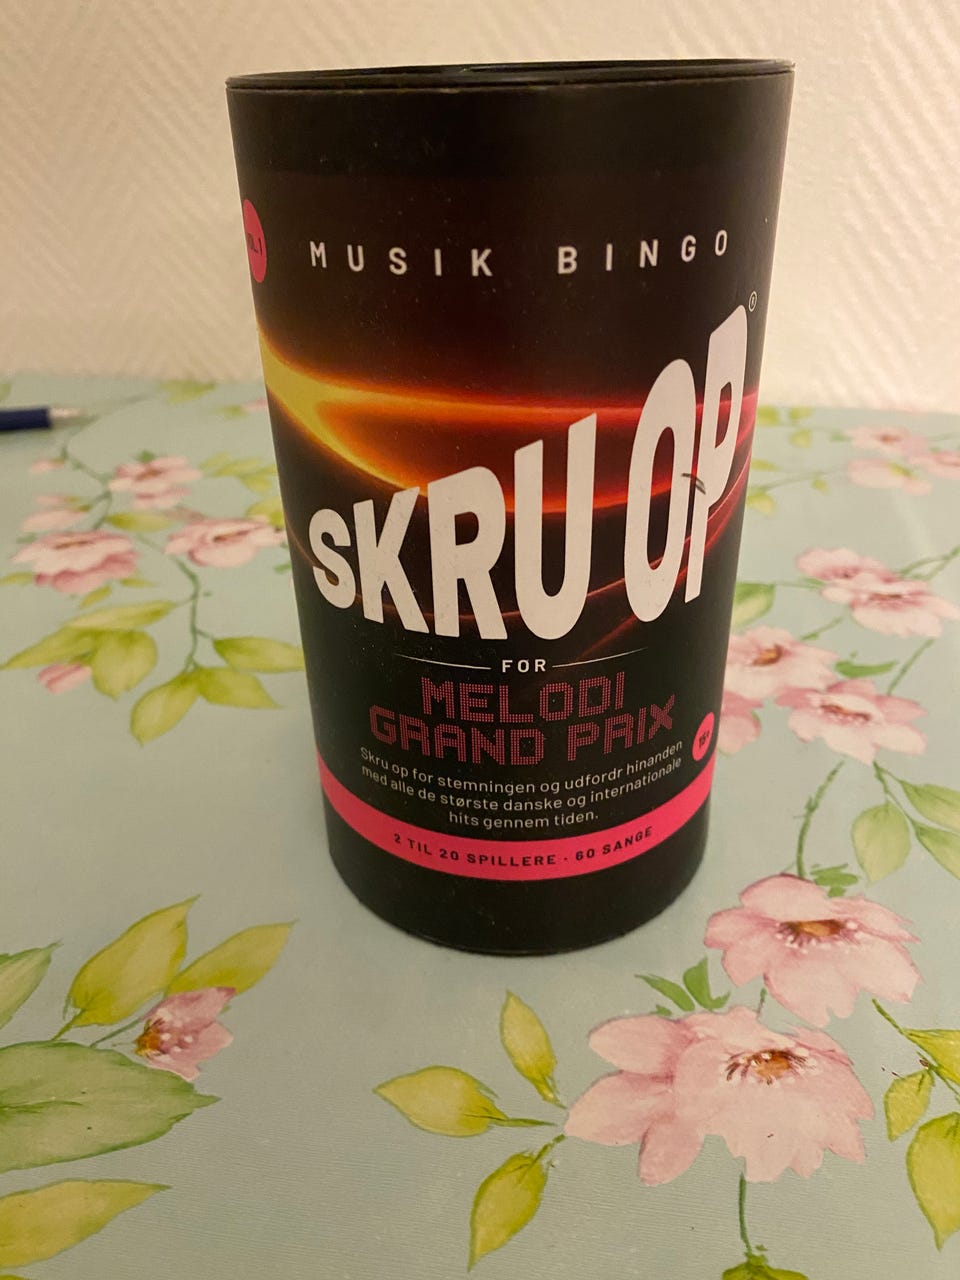 MUSIK BINGO
SKRU OP®
FOR
MELODI
GRAND PRIX
Skru op for stemningen og udfordr hinanden
med alle de største danske og internationale
hits gennem tiden.
15+
2 TIL 20 SPILLERE · 60 SANGE